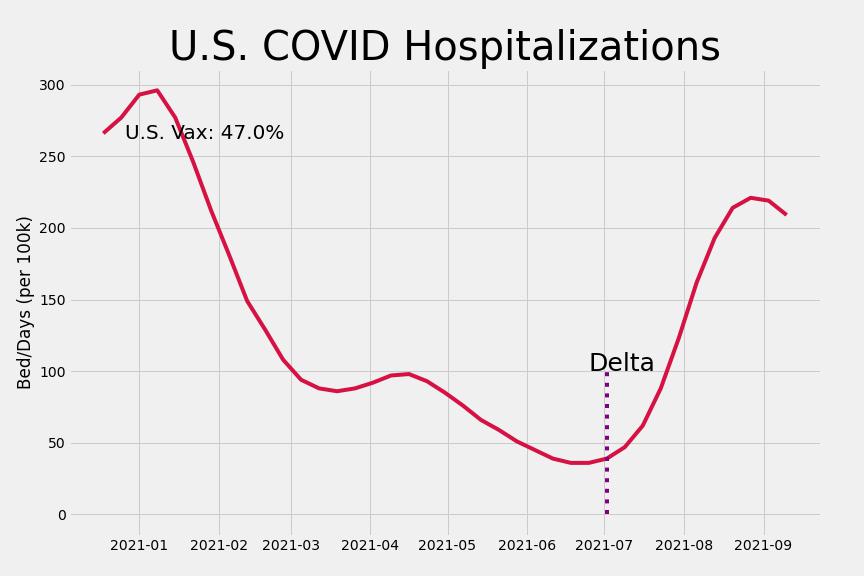 U.S. COVID Hospitalizations
300
U.S. Vax: 47.0%
250
200
150
100
50
0
Bed/Days (per 100k)
Delta
2021-01 2021-02 2021-03 2021-04 2021-05 2021-06 2021-07 2021-08 2021-09